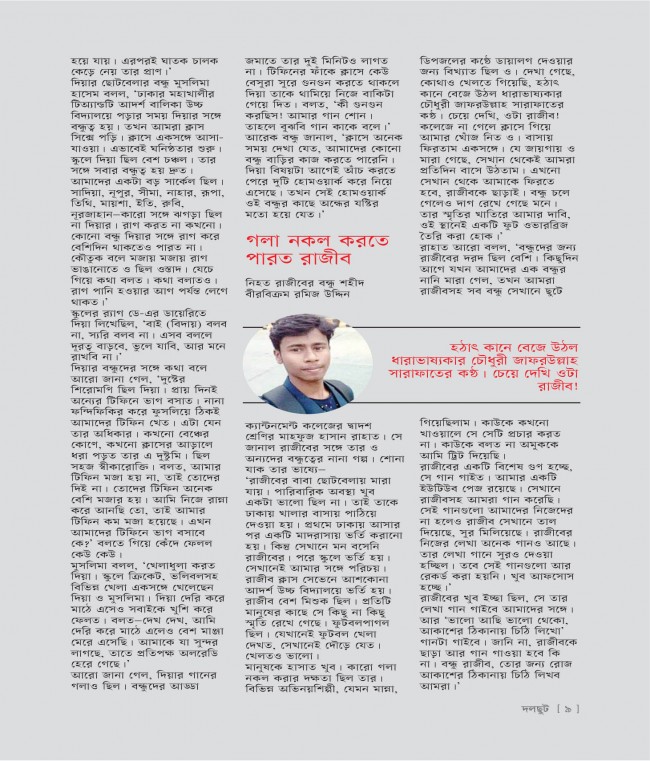 হয়ে যায়। এরপরই ঘাতক চালক
কেড়ে নেয় তার প্রাণ।’
দিয়ার ছোটবেলার বন্ধু মুসলিমা
হাসেম বলল, ‘ঢাকার মহাখালীর
টিঅ্যান্ডটি আদর্শ বালিকা উচ্চ
বিদ্যালয়ে পড়ার সময় দিয়ার সঙ্গে
বন্ধুত্ব হয়। তখন আমরা ক্লাস
সিক্সে পড়ি। ক্লাসে একসঙ্গে আসা-
যাওয়া। এভাবেই ঘনিষ্ঠতার শুরু।
স্কুলে দিয়া ছিল বেশ চঞ্চল। তার
সঙ্গে সবার বন্ধুত্ব হয় দ্রুত।
আমাদের একটা বড় সার্কেল ছিল।
সাদিয়া, নুপুর, সীমা, নাহার, রূপা,
তিথি, মায়শা, ইতি, রুবি,
নূরজাহান—কারো সঙ্গে ঝগড়া ছিল
না দিয়ার। রাগ করত না কখনো।
কোনো বন্ধু দিয়ার সঙ্গে রাগ করে
বেশিদিন থাকতেও পারত না।
কৌতুক বলে মজায় মজায় রাগ
ভাঙানোতে ও ছিল ওস্তাদ। যেচে
গিয়ে কথা বলত। কথা বলাতও।
রাগ পানি হওয়ার আগ পর্যন্ত লেগে
থাকত।’
স্কুলের র‌্যাগ ডে-এর ডায়িরেতে
দিয়া লিখেছিল, ‘বাই (বিদায়) বলব
না, স্যরি বলব না। এসব বললে
দূরত্ব বাড়বে, ভুলে যাবি, আর মনে
রাখবি না।’
দিয়ার বন্ধুদের সঙ্গে কথা বলে
আরো জানা গেল, ‘দুষ্টের
শিরোমণি ছিল দিয়া। প্রায় দিনই
অন্যের টিফিনে ভাগ বসাত। নানা
ফন্দিফিকির করে ফুসলিয়ে ঠিকই
আমাদের টিফিন খেত। এটা যেন
তার অধিকার। কখনো বেঞ্চের
কোণে, কখনো ক্লাসের আড়ালে
ধরা পড়ত তার এ দুষ্টুমি। ছিল
সহজ স্বীকারোক্তি। বলত, আমার
টিফিন মজা হয় না, তাই তোদের
দিই না। তোদের টিফিন অনেক
বেশি মজার হয়। আমি নিজে রান্না
করে আনছি তো, তাই আমার
টিফিন কম মজা হয়েছে। এখন
আমাদের টিফিনে ভাগ বসাবে
কে?’ বলতে গিয়ে কেঁদে ফেলল
কেউ কেউ।
মুসলিমা বলল, ‘খেলাধুলা করত
দিয়া। স্কুলে ক্রিকেট, ভলিবলসহ
বিভিন্ন খেলা একসঙ্গে খেলেছেন
দিয়া ও মুসলিমা। দিয়া দেরি করে
মাঠে এসেও সবাইকে খুশি করে
ফেলত। বলত—দেখ দেখ, আমি
দেরি করে মাঠে এলেও বেশ মাঞ্জা
মেরে এসেছি। আমাকে যা সুন্দর
লাগছে, তাতে প্রতিপক্ষ অলরেডি
হেরে গেছে।’
আরো জানা গেল, দিয়ার গানের
গলাও ছিল। বন্ধুদের আড্ডা
জমাতে তার দুই মিনিটও লাগত
না। টিফিনের ফাঁকে ক্লাসে কেউ
বেসুরা সুরে গুনগুন করতে থাকলে
দিয়া তাকে থামিয়ে নিজে বাকিটা
গেয়ে দিত। বলত, ‘কী গুনগুন
করছিস! আমার গান শোন।
তাহলে বুঝবি গান কাকে বলে।’
আরেক বন্ধু জানাল, ‘ক্লাসে অনেক
সময় দেখা যেত, আমাদের কোনো
বন্ধু বাড়ির কাজ করতে পারেনি।
দিয়া বিষয়টা আগেই আঁচ করতে
পেরে দুটি হোমওয়ার্ক করে নিয়ে
এসেছে। তখন সেই হোমওয়ার্ক
ওই বন্ধুর কাছে অন্ধের যষ্টির
মতো হয়ে যেত।’
গলা নকল করতে
পারত রাজীব
নিহত রাজীবের বন্ধু শহীদ
বীরবিক্রম রমিজ উদ্দিন
ক্যান্টনমেন্ট কলেজের দ্বাদশ
শ্রেণির মাহফুজ হাসান রাহাত। সে
জানাল রাজীবের সঙ্গে তার ও
অন্যদের বন্ধুত্বের নানা গল্প। শোনা
যাক তার ভাষ্যে—
‘রাজীবের বাবা ছোটবেলায় মারা
যায়। পারিবারিক অবস্থা খুব
একটা ভালো ছিল না। তাই তাকে
ঢাকায় খালার বাসায় পাঠিয়ে
দেওয়া হয়। প্রথমে ঢাকায় আসার
পর একটি মাদরাসায় ভর্তি করানো
হয়। কিন্তু সেখানে মন বসেনি
রাজীবের। পরে স্কুলে ভর্তি হয়।
সেখানেই আমার সঙ্গে পরিচয়।
রাজীব ক্লাস সেভেনে আশকোনা
আদর্শ উচ্চ বিদ্যালয়ে ভর্তি হয়।
রাজীব বেশ মিশুক ছিল। প্রতিটি
মানুষের কাছে সে কিছু না কিছু
স্মৃতি রেখে গেছে। ফুটবলপাগল
ছিল। যেখানেই ফুটবল খেলা
দেখত, সেখানেই দৌড়ে যেত।
খেলতও ভালো।
মানুষকে হাসাত খুব। কারো গলা
নকল করার দক্ষতা ছিল তার।
বিভিন্ন অভিনয়শিল্পী, যেমন মান্না,
ডিপজলের কণ্ঠে ডায়ালগ দেওয়ার
জন্য বিখ্যাত ছিল ও। দেখা গেছে,
কোথাও খেলতে গিয়েছি, হঠাৎ
কানে বেজে উঠল ধারাভাষ্যকার
চৌধুরী জাফরউল্লাহ সারাফাতের
কণ্ঠ। চেয়ে দেখি, ওটা রাজীব!
কলেজে না গেলে ক্লাসে গিয়ে
আমার খোঁজ নিত ও। বাসায়
ফিরতাম একসঙ্গে। যে জায়গায় ও
মারা গেছে, সেখান থেকেই আমরা
প্রতিদিন বাসে উঠতাম। এখনো
সেখান থেকে আমাকে ফিরতে
হবে, রাজীবকে ছাড়াই। বন্ধু চলে
গেলেও দাগ রেখে গেছে মনে।
তার স্মৃতির খাতিরে আমার দাবি,
ওই স্থানেই একটি ফুট ওভারব্রিজ
তৈরি করা হোক।’
রাহাত আরো বলল, ‘বন্ধুদের জন্য
রাজীবের দরদ ছিল বেশি। কিছুদিন
আগে যখন আমাদের এক বন্ধুর
নানি মারা গেল, তখন আমরা
রাজীবসহ সব বন্ধু সেখানে ছুটে
হঠাৎ কানে বেজে উঠল
ধারাভাষ্যকার চৌধুরী জাফরউল্লাহ
সারাফাতের কণ্ঠ। চেয়ে দেখি ওটা
রাজীব!
গিয়েছিলাম। কাউকে কখনো
খাওয়ালে সে সেটি প্রচার করত
না। কাউকে বলত না অমুককে
আমি ট্রিট দিয়েছি।
রাজীবের একটি বিশেষ গুণ হচ্ছে,
সে গান গাইত। আমার একটি
ইউটিউব পেজ রয়েছে। সেখানে
রাজীবসহ আমরা গান করেছি।
সেই গানগুলো আমাদের নিজেদের
না হলেও রাজীব সেখানে তাল
দিয়েছে, সুর মিলিয়েছে। রাজীবের
নিজের লেখা অনেক গানও আছে।
তার লেখা গানে সুরও দেওয়া
হচ্ছিল। তবে সেই গানগুলো আর
রেকর্ড করা হয়নি। খুব আফসোস
হচ্ছে।’
রাজীবের খুব ইচ্ছা ছিল, সে তার
লেখা গান গাইবে আমাদের সঙ্গে।
আর ‘ভালো আছি ভালো থেকো,
আকাশের ঠিকানায় চিঠি লিখো’
গানটা গাইবে। জানি না, রাজীবকে
ছাড়া আর গান গাওয়া হবে কি
না। বন্ধু রাজীব, তোর জন্য রোজ
আকাশের ঠিকানায় চিঠি লিখব
আমরা।’
দলছুট [ ৯ ]